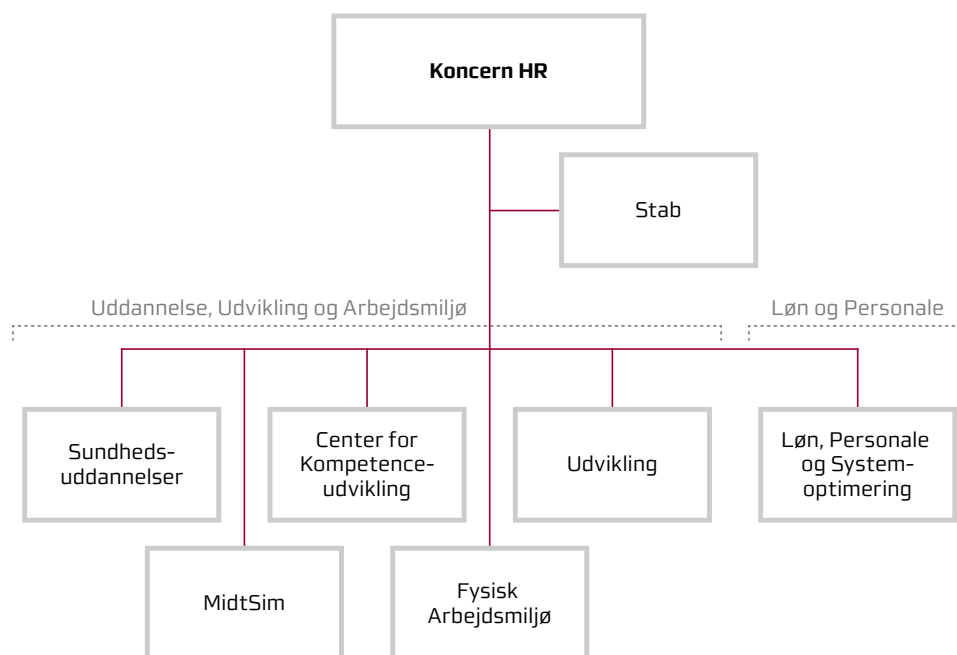 Koncern HR
Stab
Uddannelse, Udvikling og Arbejdsmiljø
Løn og Personale
Sundheds-
uddannelser
Center for
Kompetence-
udvikling
Udvikling
Løn, Personale
og System-
optimering
MidtSim
Fysisk
Arbejdsmiljø